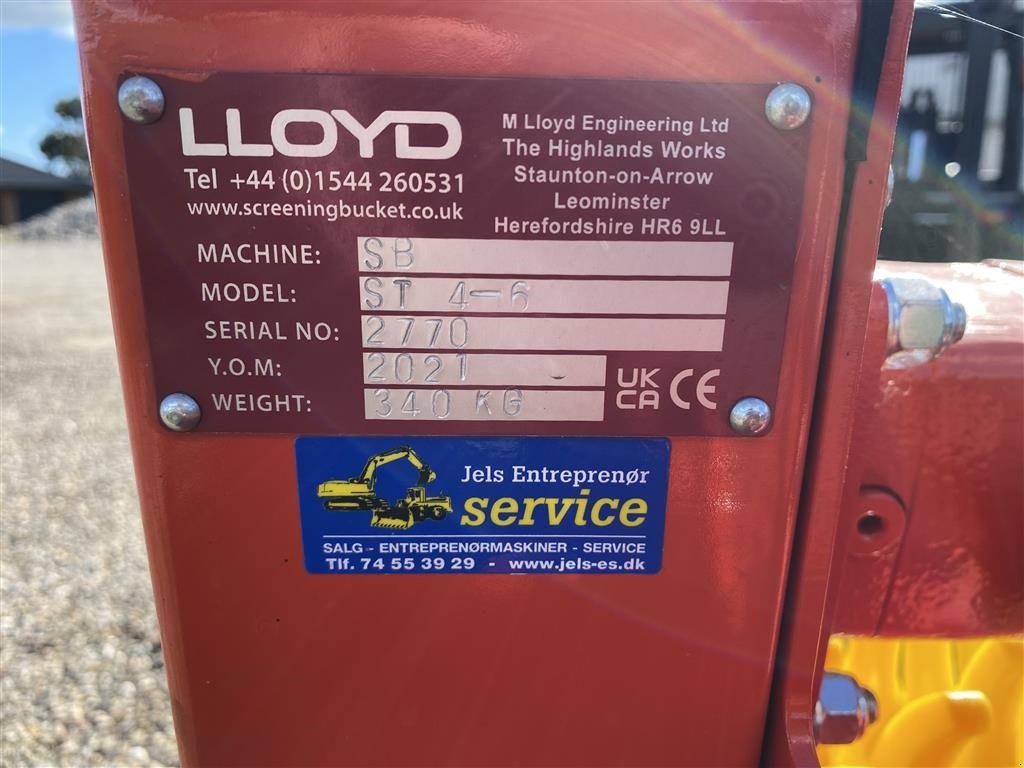 LLOYD
Tel +44 (0)1544 260531
www.screeningbucket.co.uk
M Lloyd Engineering Ltd
The Highlands Works
Staunton-on-Arrow
Leominster
Herefordshire HR6 9LL
MACHINE: SB
MODEL: ST 4-6
SERIAL NO: 2770
Y.O.M: 2021
WEIGHT: 340 KG
UK
CA CE
Jels Entreprenør
service
SALG - ENTREPRENØRMASKINER - SERVICE
Tlf. 74 55 39 29 - www.jels-es.dk